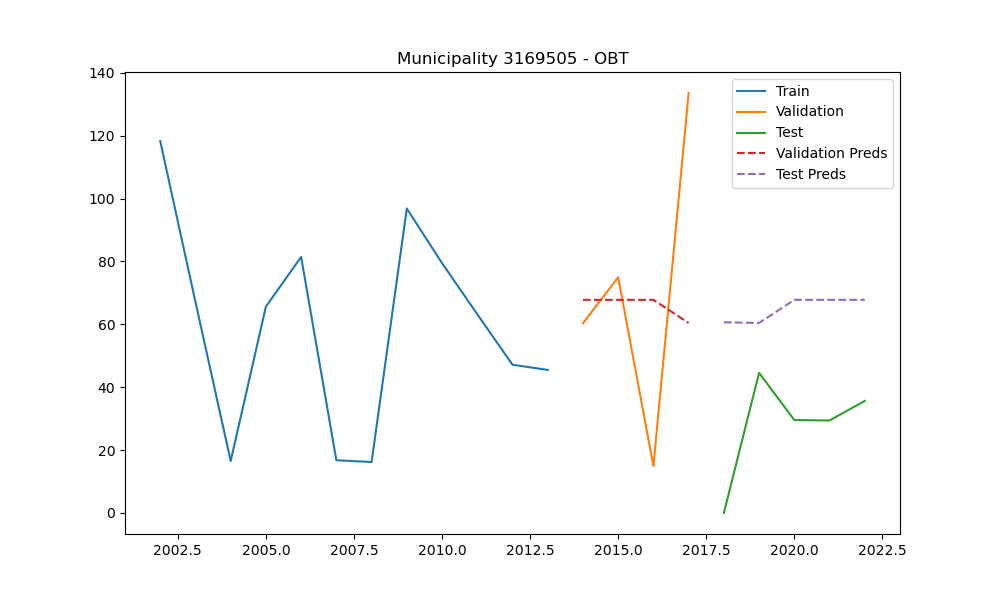 Municipality 3169505 - OBT
140
120
100
80
60
40
20
0
2002.5 2005.0 2007.5 2010.0 2012.5 2015.0 2017.5 2020.0 2022.5
Train
Validation
Test
Validation Preds
Test Preds